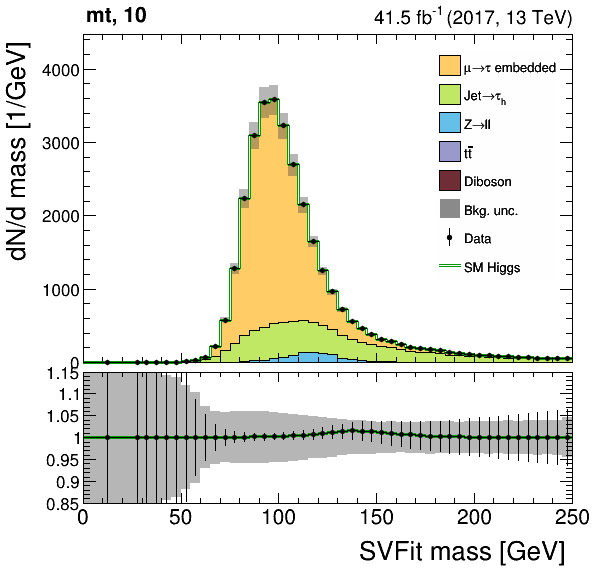 mt, 10
41.5 fb⁻¹ (2017, 13 TeV)
dN/d mass [1/GeV]
4000
3000
2000
1000
0
μ→τ embedded
Jet→τₕ
Z→ll
tt̄
Diboson
Bkg. unc.
Data
SM Higgs
1.15
1.1
1.05
1
0.95
0.9
0.85
0 50 100 150 200 250
SVFit mass [GeV]